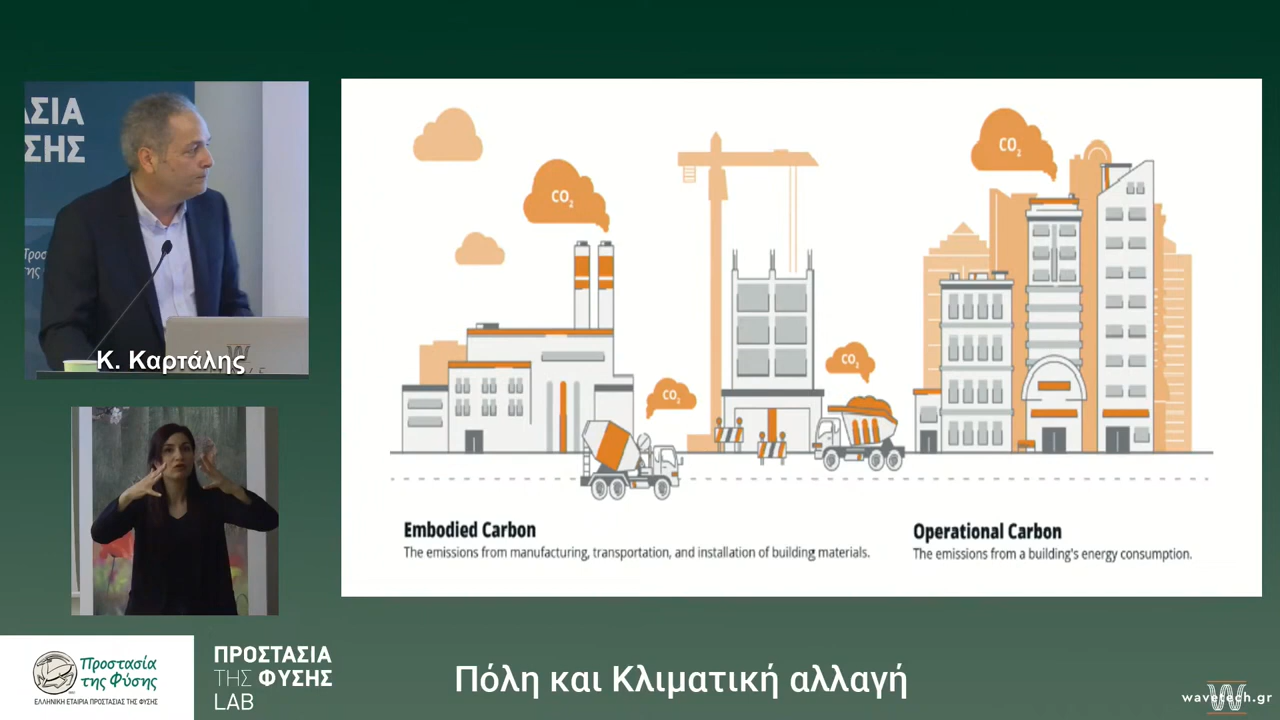 ΑΣΙΑ
ΥΣΗΣ
Κ. Καρτάλης
CO2
CO2
CO2
CO2
Embodied Carbon
The emissions from manufacturing, transportation, and installation of building materials.
Operational Carbon
The emissions from a building's energy consumption.
Προστασία
της Φύσης
ΕΛΛΗΝΙΚΗ ΕΤΑΙΡΙΑ ΠΡΟΣΤΑΣΙΑΣ ΤΗΣ ΦΥΣΗΣ
ΠΡΟΣΤΑΣΙΑ
ΤΗΣ ΦΥΣΗΣ
LAB
Πόλη και Κλιματική αλλαγή
wavetech.gr